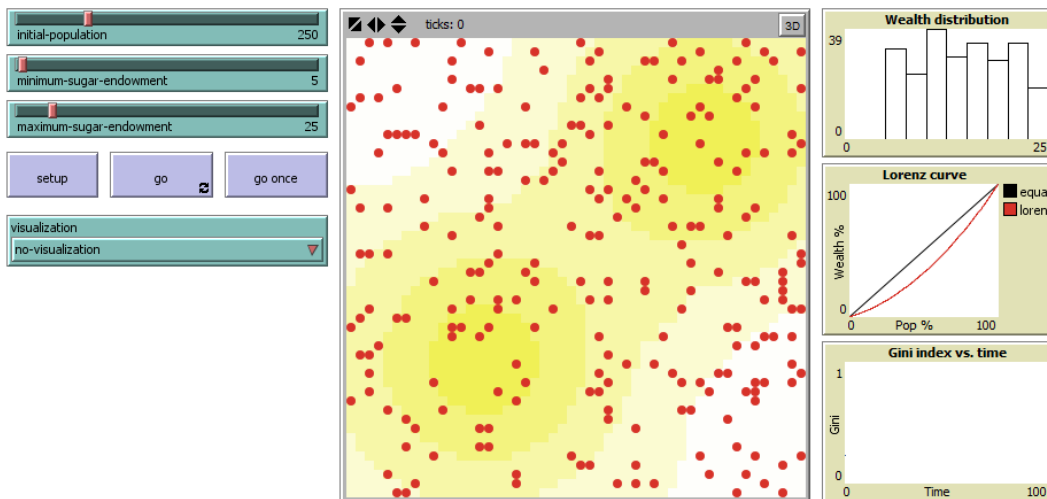 initial-population 250
minimum-sugar-endowment 5
maximum-sugar-endowment 25
setup
go
go once
visualization
no-visualization
ticks: 0
3D
Wealth distribution
39
0
0 25
Lorenz curve
100
equa
loren
Wealth %
0
0 Pop % 100
Gini index vs. time
1
Gini
0
0 Time 100